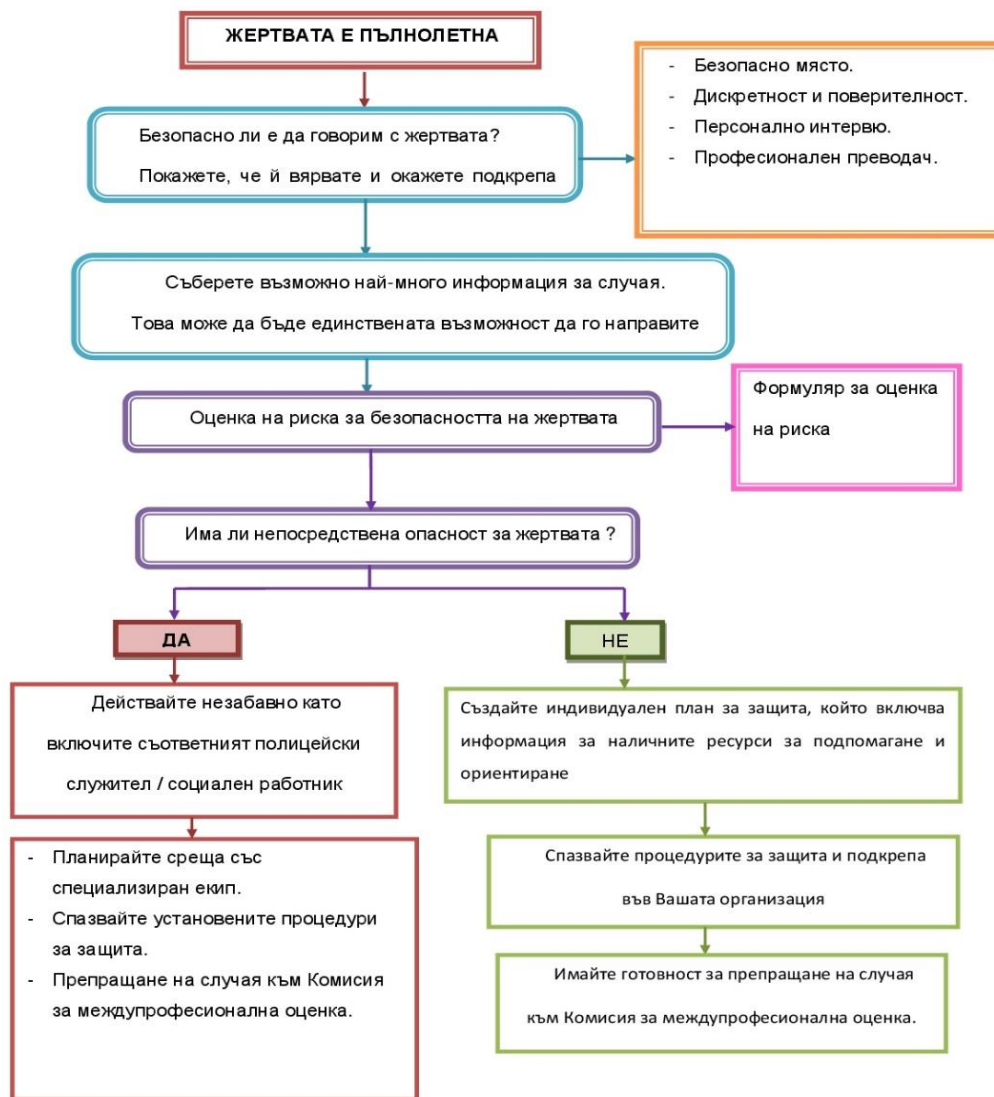 ЖЕРТВАТА Е ПЪЛНОЛЕТНА
Безопасно ли е да говорим с жертвата?
Покажете, че й вярвате и окажете подкрепа
- Безопасно място.
- Дискретност и поверителност.
- Персонално интервю.
- Професионален преводач.
Съберете възможно най-много информация за случая.
Това може да бъде единствената възможност да го направите
Оценка на риска за безопасността на жертвата
Формуляр за оценка
на риска
Има ли непосредствена опасност за жертвата ?
ДА
Действайте незабавно като
включите съответният полицейски
служител / социален работник
- Планирайте среща със
специализиран екип.
- Спазвайте установените процедури
за защита.
- Препращане на случая към Комисия
за междупрофесионална оценка.
НЕ
Създайте индивидуален план за защита, който включва
информация за наличните ресурси за подпомагане и
ориентиране
Спазвайте процедурите за защита и подкрепа
във Вашата организация
Имайте готовност за препращане на случая
към Комисия за междупрофесионална оценка.